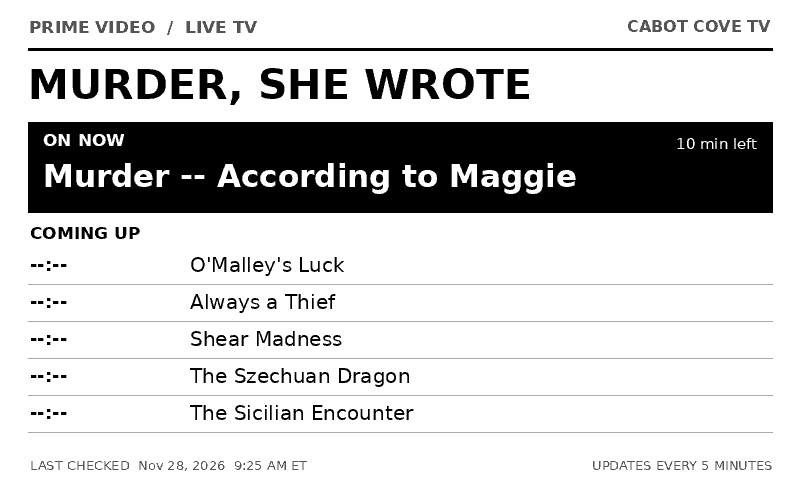 PRIME VIDEO / LIVE TV
CABOT COVE TV
MURDER, SHE WROTE
ON NOW
10 min left
Murder -- According to Maggie
COMING UP
--:-- O'Malley's Luck
--:-- Always a Thief
--:-- Shear Madness
--:-- The Szechuan Dragon
--:-- The Sicilian Encounter
LAST CHECKED Nov 28, 2026 9:25 AM ET
UPDATES EVERY 5 MINUTES